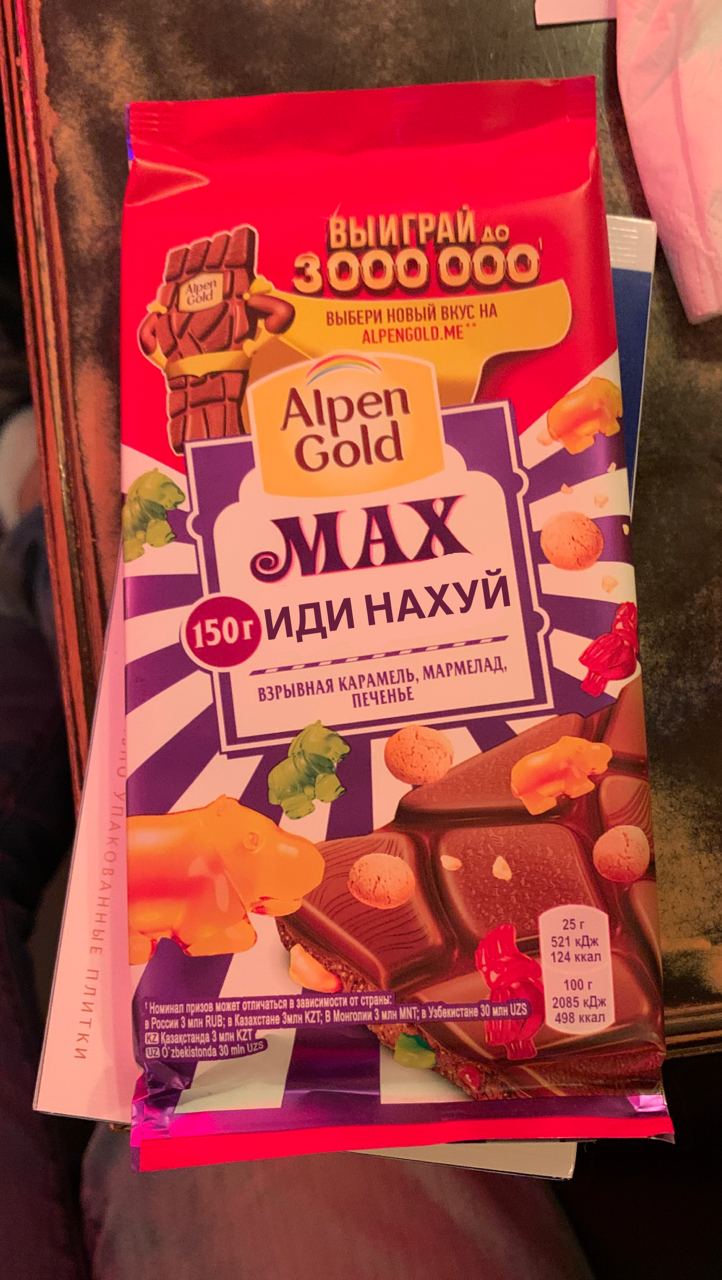 ВЫИГРАЙ ДО
3 000 000¹
ВЫБЕРИ НОВЫЙ ВКУС НА
ALPENGOLD.ME**
Alpen
Gold
Alpen
Gold
MAX
150г
ИДИ НАХУЙ
ВЗРЫВНАЯ КАРАМЕЛЬ, МАРМЕЛАД,
ПЕЧЕНЬЕ
УПАКОВАННЫЕ ПЛИТКИ
25 г
521 кДж
124 ккал
100 г
2085 кДж
498 ккал
¹Номинал призов может отличаться в зависимости от страны:
в России 3 млн RUB; в Казахстане 3млн KZT; В Монголии 3 млн MNT; в Узбекистане 30 млн UZS
KZ Қазақстанда 3 млн KZT
UZ O'zbekistonda 30 mln UZS